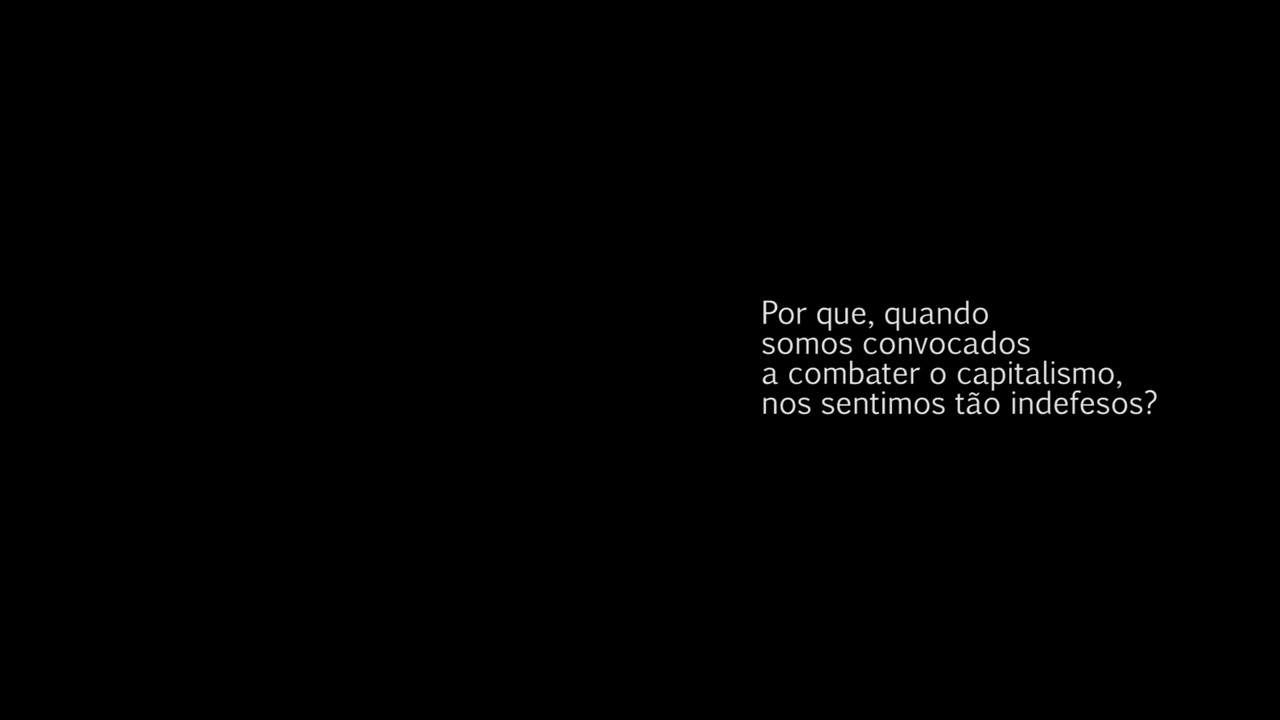 Por que, quando
somos convocados
a combater o capitalismo,
nos sentimos tão indefesos?